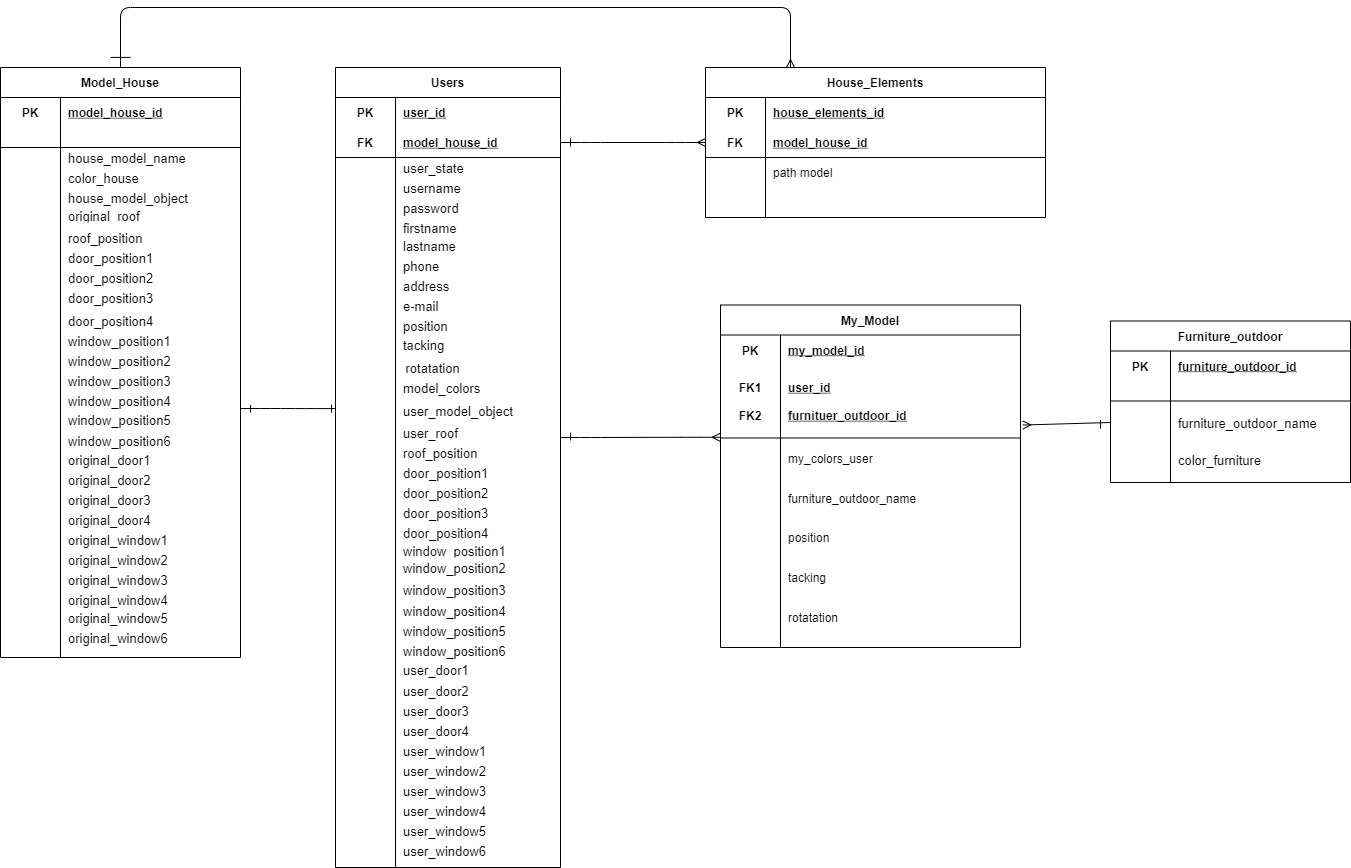 Model_House
PK model_house_id
house_model_name
color_house
house_model_object
original_roof
roof_position
door_position1
door_position2
door_position3
door_position4
window_position1
window_position2
window_position3
window_position4
window_position5
window_position6
original_door1
original_door2
original_door3
original_door4
original_window1
original_window2
original_window3
original_window4
original_window5
original_window6
Users
PK user_id
FK model_house_id
user_state
username
password
firstname
lastname
phone
address
e-mail
position
tacking
rotatation
model_colors
user_model_object
user_roof
roof_position
door_position1
door_position2
door_position3
door_position4
window_position1
window_position2
window_position3
window_position4
window_position5
window_position6
user_door1
user_door2
user_door3
user_door4
user_window1
user_window2
user_window3
user_window4
user_window5
user_window6
House_Elements
PK house_elements_id
FK model_house_id
path model
My_Model
PK my_model_id
FK1 user_id
FK2 furnituer_outdoor_id
my_colors_user
furniture_outdoor_name
position
tacking
rotatation
Furniture_outdoor
PK furniture_outdoor_id
furniture_outdoor_name
color_furniture